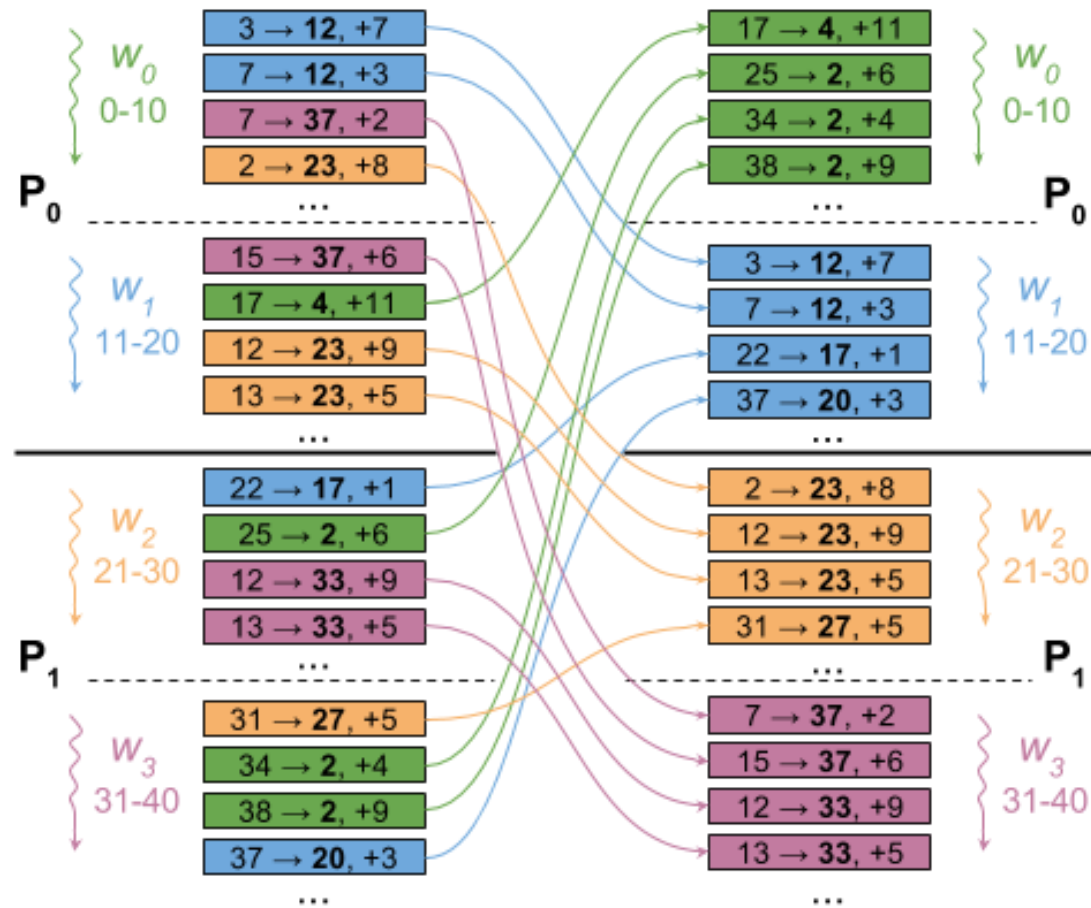 3 → 12, +7
7 → 12, +3
7 → 37, +2
2 → 23, +8
...
w0
0-10
P0
15 → 37, +6
17 → 4, +11
12 → 23, +9
13 → 23, +5
...
w1
11-20
22 → 17, +1
25 → 2, +6
12 → 33, +9
13 → 33, +5
...
w2
21-30
P1
31 → 27, +5
34 → 2, +4
38 → 2, +9
37 → 20, +3
...
w3
31-40
17 → 4, +11
25 → 2, +6
34 → 2, +4
38 → 2, +9
...
w0
0-10
P0
3 → 12, +7
7 → 12, +3
22 → 17, +1
37 → 20, +3
...
w1
11-20
2 → 23, +8
12 → 23, +9
13 → 23, +5
31 → 27, +5
...
w2
21-30
P1
7 → 37, +2
15 → 37, +6
12 → 33, +9
13 → 33, +5
...
w3
31-40